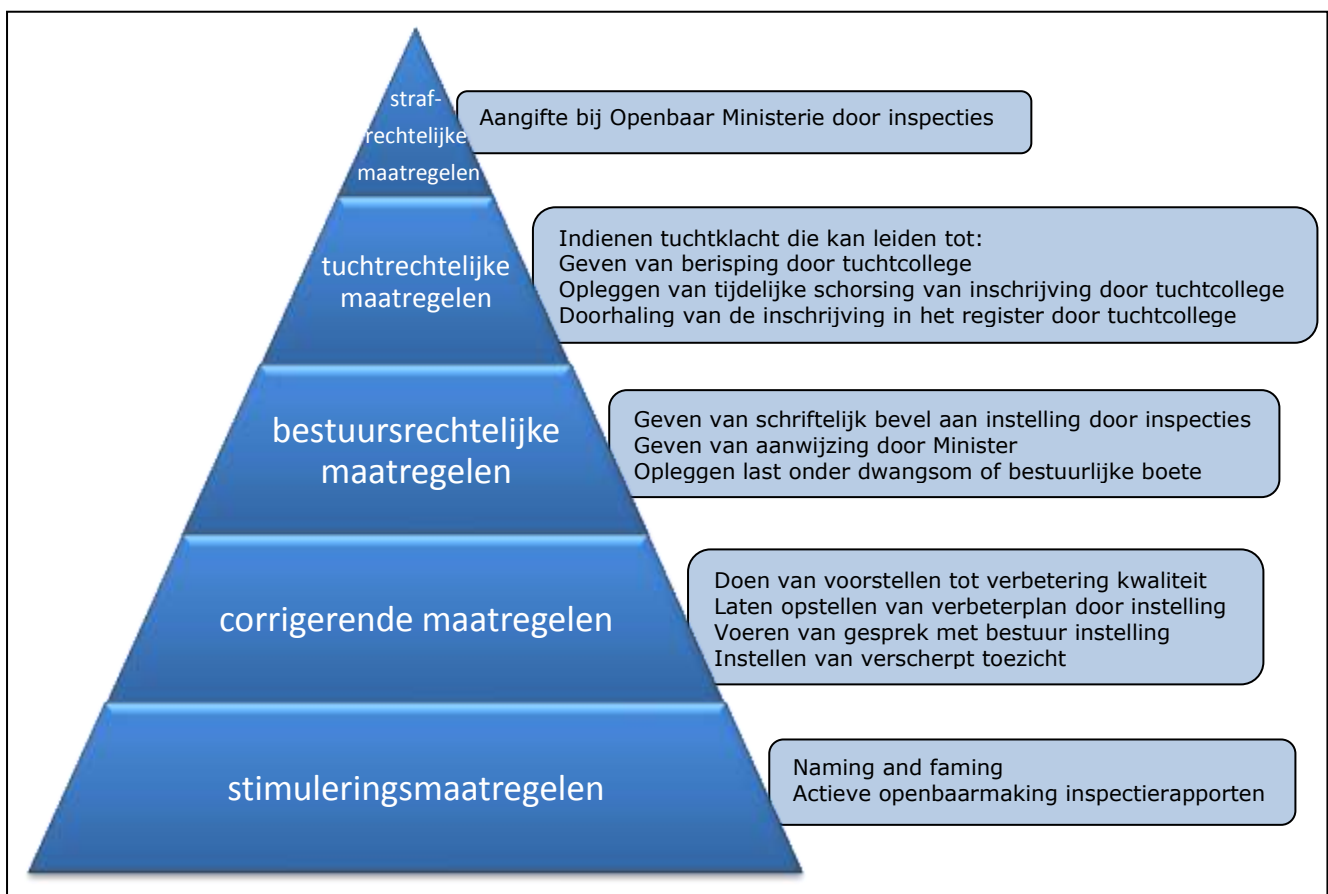 straf-
rechtelijke
maatregelen
Aangifte bij Openbaar Ministerie door inspecties
tuchtrechtelijke
maatregelen
Indienen tuchtklacht die kan leiden tot:
Geven van berisping door tuchtcollege
Opleggen van tijdelijke schorsing van inschrijving door tuchtcollege
Doorhaling van de inschrijving in het register door tuchtcollege
bestuursrechtelijke
maatregelen
Geven van schriftelijk bevel aan instelling door inspecties
Geven van aanwijzing door Minister
Opleggen last onder dwangsom of bestuurlijke boete
corrigerende maatregelen
Doen van voorstellen tot verbetering kwaliteit
Laten opstellen van verbeterplan door instelling
Voeren van gesprek met bestuur instelling
Instellen van verscherpt toezicht
stimuleringsmaatregelen
Naming and faming
Actieve openbaarmaking inspectierapporten